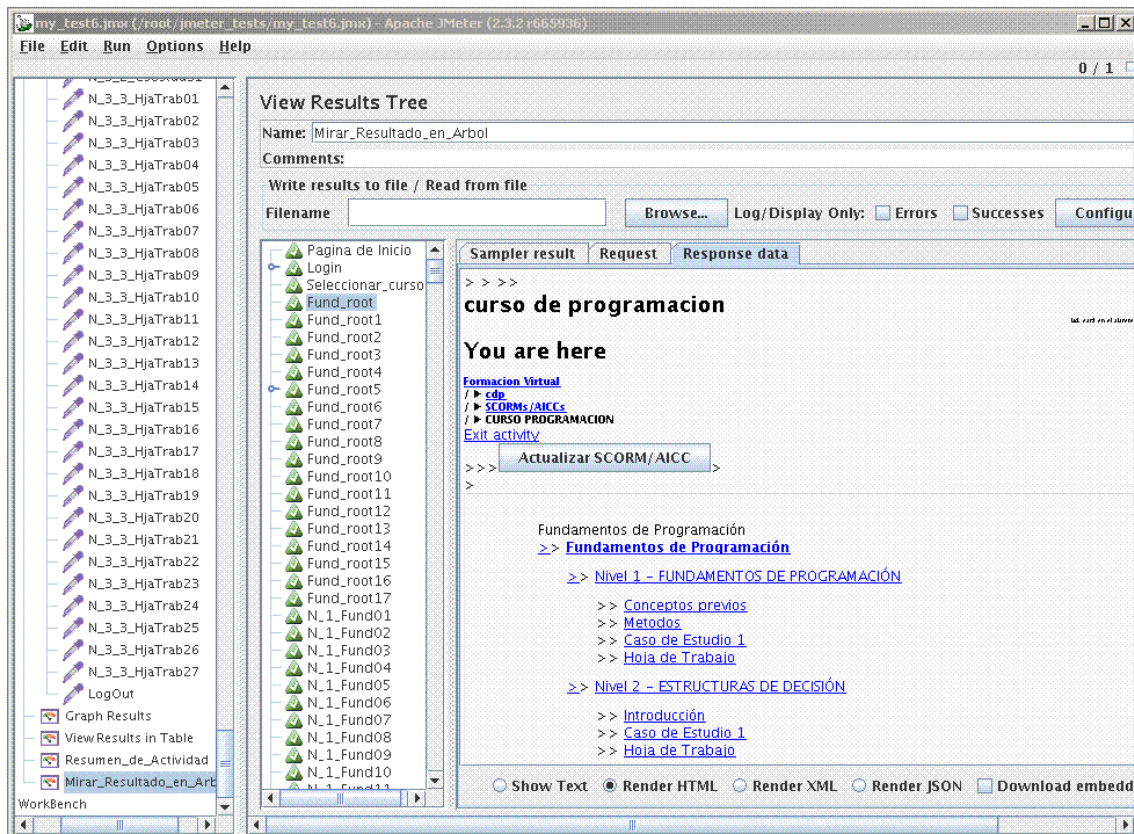 my_test6.jmx (/root/jmeter_tests/my_test6.jmx) - Apache JMeter (2.3.2 r665936)
File Edit Run Options Help
0 / 1
N_3_3_HjaTrab01
N_3_3_HjaTrab02
N_3_3_HjaTrab03
N_3_3_HjaTrab04
N_3_3_HjaTrab05
N_3_3_HjaTrab06
N_3_3_HjaTrab07
N_3_3_HjaTrab08
N_3_3_HjaTrab09
N_3_3_HjaTrab10
N_3_3_HjaTrab11
N_3_3_HjaTrab12
N_3_3_HjaTrab13
N_3_3_HjaTrab14
N_3_3_HjaTrab15
N_3_3_HjaTrab16
N_3_3_HjaTrab17
N_3_3_HjaTrab18
N_3_3_HjaTrab19
N_3_3_HjaTrab20
N_3_3_HjaTrab21
N_3_3_HjaTrab22
N_3_3_HjaTrab23
N_3_3_HjaTrab24
N_3_3_HjaTrab25
N_3_3_HjaTrab26
N_3_3_HjaTrab27
LogOut
Graph Results
View Results in Table
Resumen_de_Actividad
Mirar_Resultado_en_Arb
WorkBench
View Results Tree
Name: Mirar_Resultado_en_Arbol
Comments:
Write results to file / Read from file
Filename Browse... Log/Display Only: Errors Successes Configu
Pagina de Inicio
Login
Seleccionar_curso
Fund_root
Fund_root1
Fund_root2
Fund_root3
Fund_root4
Fund_root5
Fund_root6
Fund_root7
Fund_root8
Fund_root9
Fund_root10
Fund_root11
Fund_root12
Fund_root13
Fund_root14
Fund_root15
Fund_root16
Fund_root17
N_1_Fund01
N_1_Fund02
N_1_Fund03
N_1_Fund04
N_1_Fund05
N_1_Fund06
N_1_Fund07
N_1_Fund08
N_1_Fund09
N_1_Fund10
Sampler result Request Response data
> > >>
curso de programacion
You are here
Formacion Virtual
/ ► cdp
/ ► SCORMs/AICCs
/ ► CURSO PROGRAMACION
Exit activity
>>> Actualizar SCORM/AICC >
>
Fundamentos de Programación
>> Fundamentos de Programación
>> Nivel 1 - FUNDAMENTOS DE PROGRAMACIÓN
>> Conceptos previos
>> Metodos
>> Caso de Estudio 1
>> Hoja de Trabajo
>> Nivel 2 - ESTRUCTURAS DE DECISIÓN
>> Introducción
>> Caso de Estudio 1
>> Hoja de Trabajo
Show Text Render HTML Render XML Render JSON Download embedd